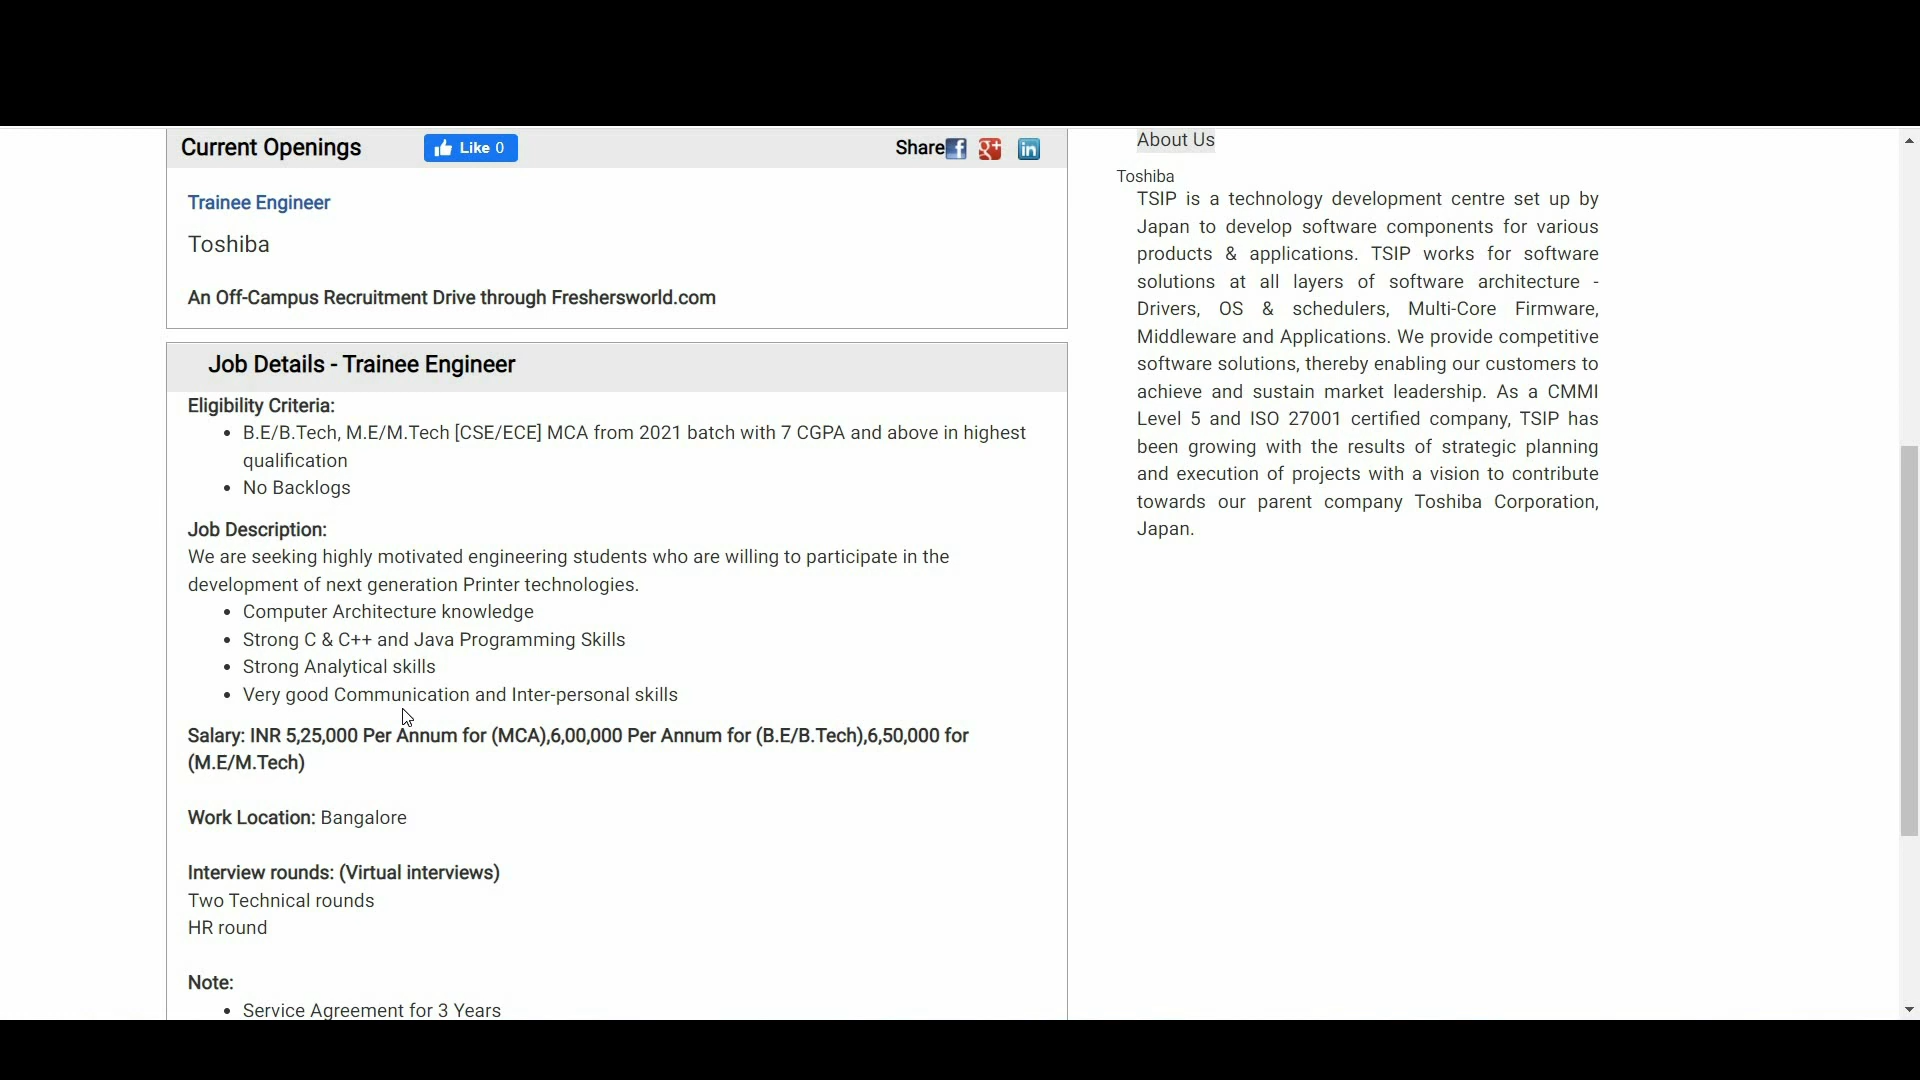 Current Openings
Like 0
Share
Trainee Engineer
Toshiba
An Off-Campus Recruitment Drive through Freshersworld.com
Job Details - Trainee Engineer
Eligibility Criteria:
• B.E/B.Tech, M.E/M.Tech [CSE/ECE] MCA from 2021 batch with 7 CGPA and above in highest
qualification
• No Backlogs
Job Description:
We are seeking highly motivated engineering students who are willing to participate in the
development of next generation Printer technologies.
• Computer Architecture knowledge
• Strong C & C++ and Java Programming Skills
• Strong Analytical skills
• Very good Communication and Inter-personal skills
Salary: INR 5,25,000 Per Annum for (MCA),6,00,000 Per Annum for (B.E/B.Tech),6,50,000 for
(M.E/M.Tech)
Work Location: Bangalore
Interview rounds: (Virtual interviews)
Two Technical rounds
HR round
Note:
• Service Agreement for 3 Years
About Us
Toshiba
TSIP is a technology development centre set up by
Japan to develop software components for various
products & applications. TSIP works for software
solutions at all layers of software architecture -
Drivers, OS & schedulers, Multi-Core Firmware,
Middleware and Applications. We provide competitive
software solutions, thereby enabling our customers to
achieve and sustain market leadership. As a CMMI
Level 5 and ISO 27001 certified company, TSIP has
been growing with the results of strategic planning
and execution of projects with a vision to contribute
towards our parent company Toshiba Corporation,
Japan.